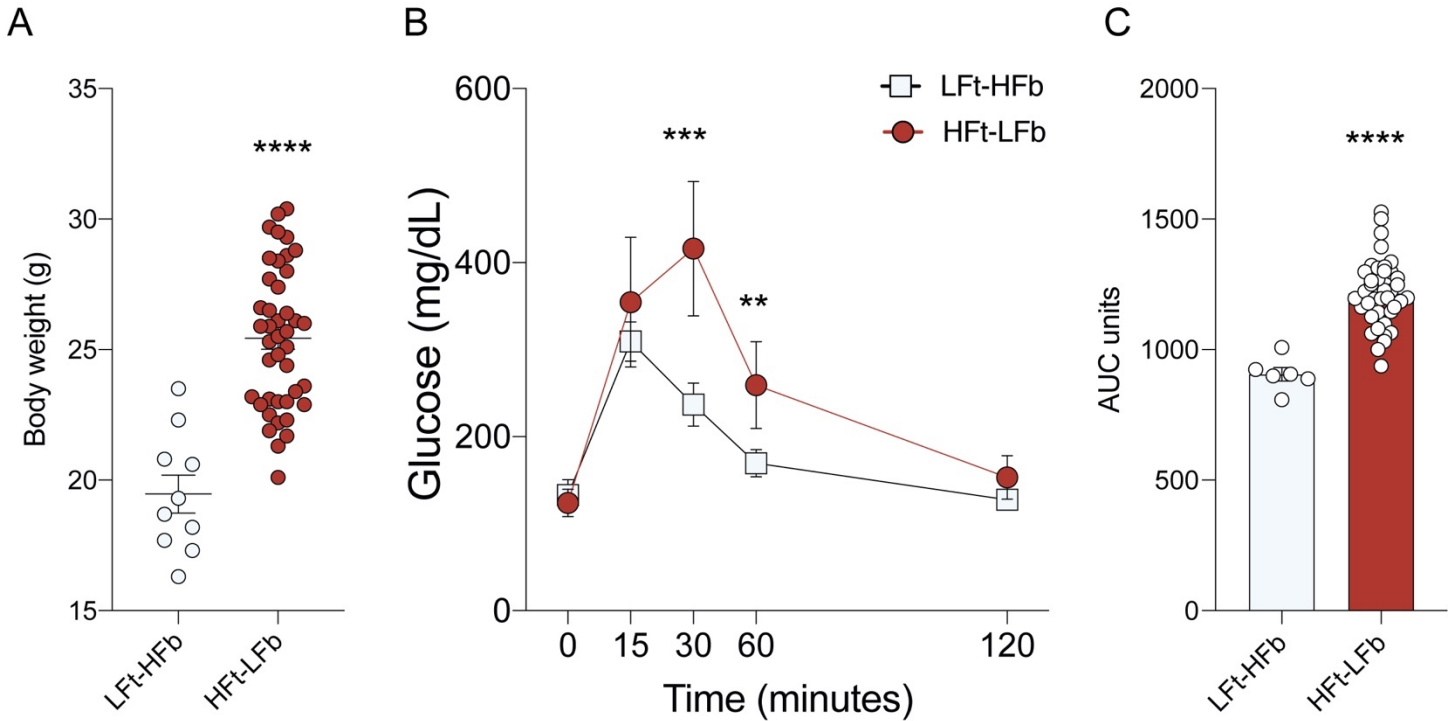 A
B
C
35
30
25
20
15
Body weight (g)
****
LFt-HFb
HFt-LFb
600
400
200
0
Glucose (mg/dL)
***
**
LFt-HFb
HFt-LFb
0 15 30 60 120
Time (minutes)
2000
1500
1000
500
0
AUC units
****
LFt-HFb
HFt-LFb